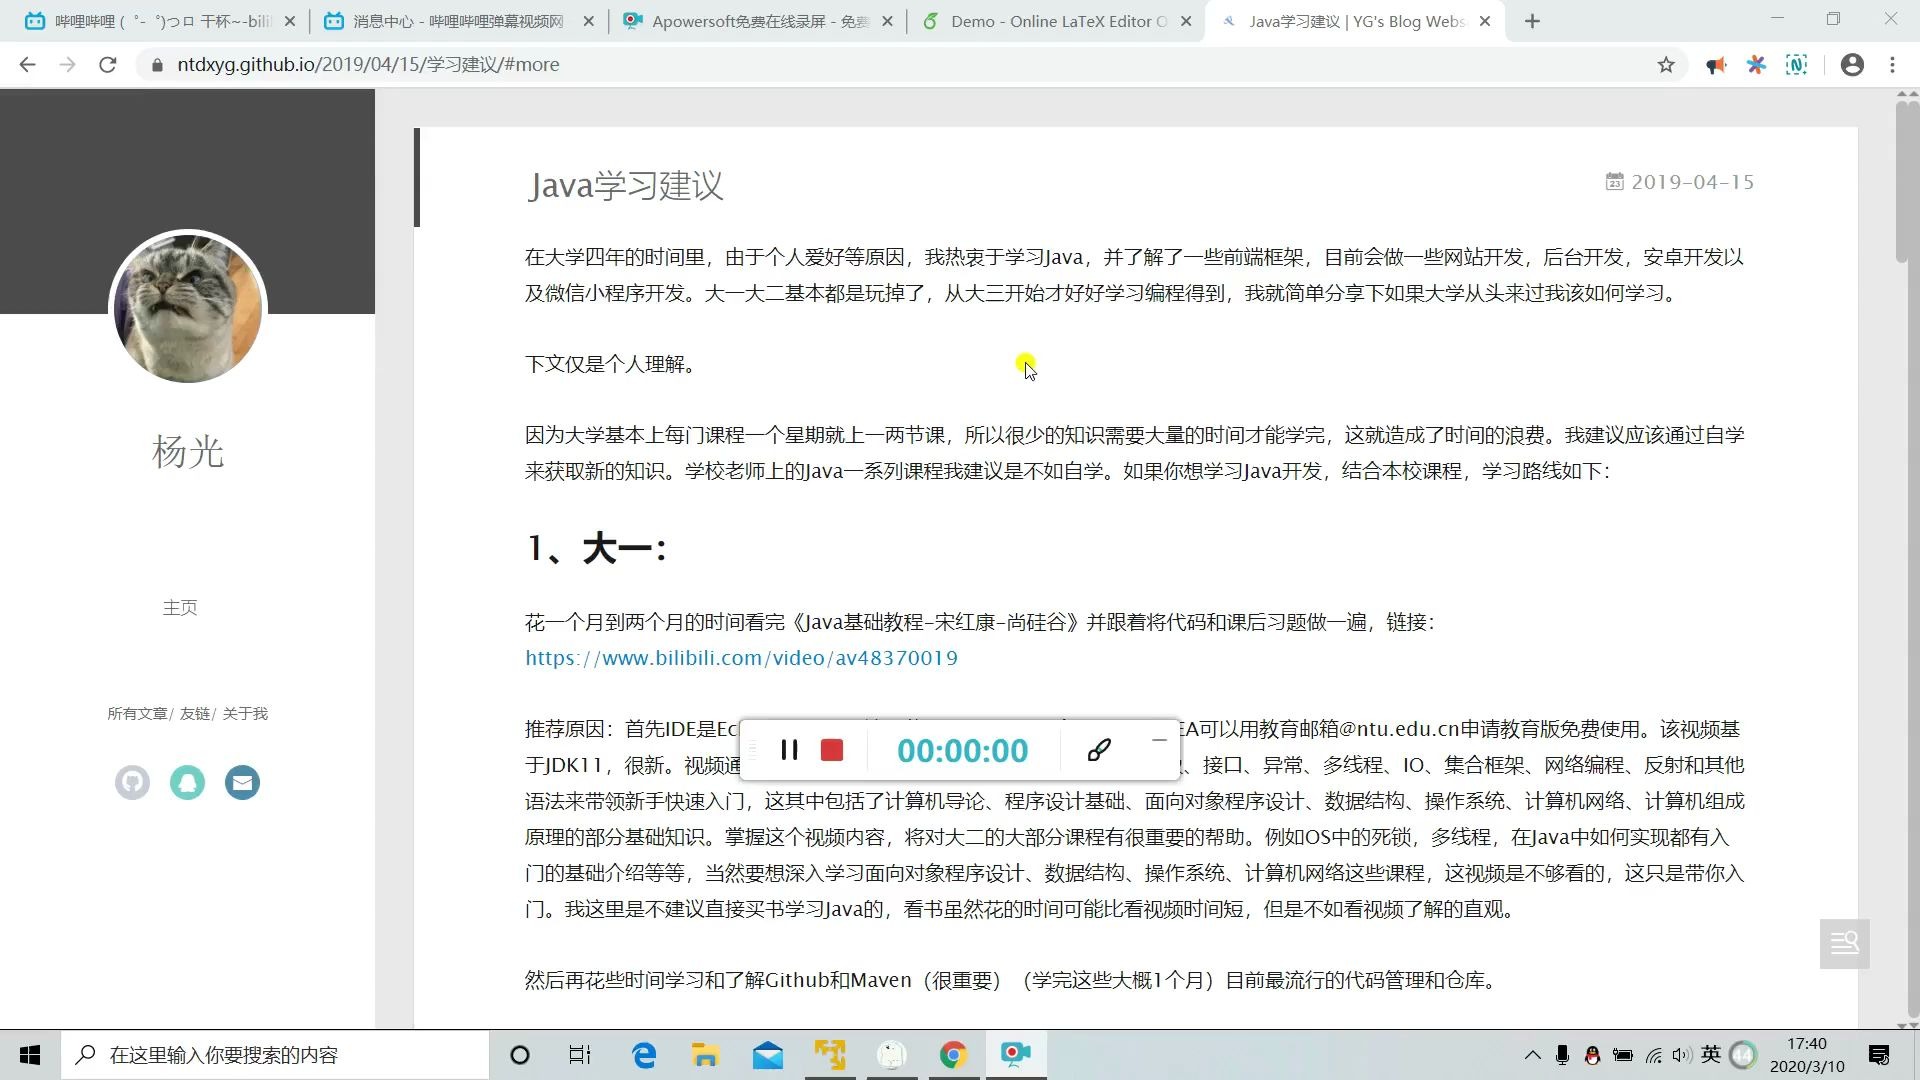 哔哩哔哩 (゜-゜)つロ 干杯~-bili
消息中心 - 哔哩哔哩弹幕视频网
Apowersoft免费在线录屏 - 免费
Demo - Online LaTeX Editor O
Java学习建议 | YG's Blog Webs
ntdxyg.github.io/2019/04/15/学习建议/#more
Java学习建议
2019-04-15
在大学四年的时间里，由于个人爱好等原因，我热衷于学习Java，并了解了一些前端框架，目前会做一些网站开发，后台开发，安卓开发以
及微信小程序开发。大一大二基本都是玩掉了，从大三开始才好好学习编程得到，我就简单分享下如果大学从头来过我该如何学习。
下文仅是个人理解。
因为大学基本上每门课程一个星期就上一两节课，所以很少的知识需要大量的时间才能学完，这就造成了时间的浪费。我建议应该通过自学
来获取新的知识。学校老师上的Java一系列课程我建议是不如自学。如果你想学习Java开发，结合本校课程，学习路线如下：
1、大一：
花一个月到两个月的时间看完《Java基础教程-宋红康-尚硅谷》并跟着将代码和课后习题做一遍，链接：
https://www.bilibili.com/video/av48370019
推荐原因：首先IDE是Ec EA可以用教育邮箱@ntu.edu.cn申请教育版免费使用。该视频基
于JDK11，很新。视频通 、接口、异常、多线程、IO、集合框架、网络编程、反射和其他
语法来带领新手快速入门，这其中包括了计算机导论、程序设计基础、面向对象程序设计、数据结构、操作系统、计算机网络、计算机组成
原理的部分基础知识。掌握这个视频内容，将对大二的大部分课程有很重要的帮助。例如OS中的死锁，多线程，在Java中如何实现都有入
门的基础介绍等等，当然要想深入学习面向对象程序设计、数据结构、操作系统、计算机网络这些课程，这视频是不够看的，这只是带你入
门。我这里是不建议直接买书学习Java的，看书虽然花的时间可能比看视频时间短，但是不如看视频了解的直观。
然后再花些时间学习和了解Github和Maven（很重要）（学完这些大概1个月）目前最流行的代码管理和仓库。
杨光
主页
所有文章/ 友链/ 关于我
00:00:00
在这里输入你要搜索的内容
英
44
17:40
2020/3/10